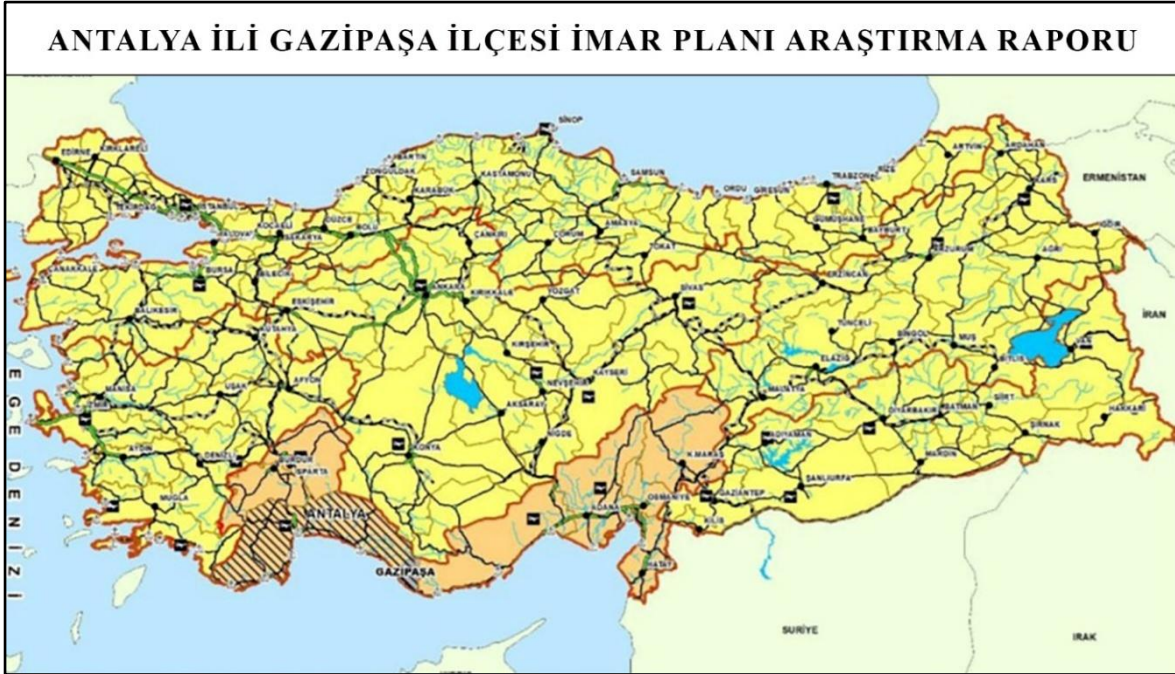 ANTALYA İLİ GAZİPAŞA İLÇESİ İMAR PLANI ARAŞTIRMA RAPORU
SİNOP
EDİRNE
KIRKLARELİ
ZONGULDAK
KASTAMONU
KARABÜK
SAMSUN
ORDU
GİRESUN
TRABZON
RİZE
ARTVİN
ARDAHAN
KARS
ERMENİSTAN
TEKİRDAĞ
İSTANBUL
KOCAELİ
SAKARYA
DÜZCE
BOLU
ÇANKIRI
ÇORUM
AMASYA
TOKAT
GÜMÜŞHANE
BAYBURT
ERZURUM
AĞRI
ÇANAKKALE
BURSA
BİLECİK
ESKİŞEHİR
ANKARA
KIRIKKALE
YOZGAT
SİVAS
ERZİNCAN
İRAN
BALIKESİR
KÜTAHYA
KIRŞEHİR
TUNCELİ
BİNGÖL
MUŞ
VAN
BİTLİS
EGE DENİZİ
MANİSA
UŞAK
AFYON
NEVŞEHİR
KAYSERİ
ELAZIĞ
MALATYA
İZMİR
AKSARAY
DİYARBAKIR
BATMAN
SİİRT
HAKKARİ
AYDIN
DENİZLİ
BURDUR
ISPARTA
KONYA
NİĞDE
K.MARAŞ
ADIYAMAN
ŞIRNAK
MARDİN
MUĞLA
ANTALYA
ADANA
OSMANİYE
GAZİANTEP
ŞANLIURFA
KİLİS
GAZİPAŞA
HATAY
SURİYE
IRAK